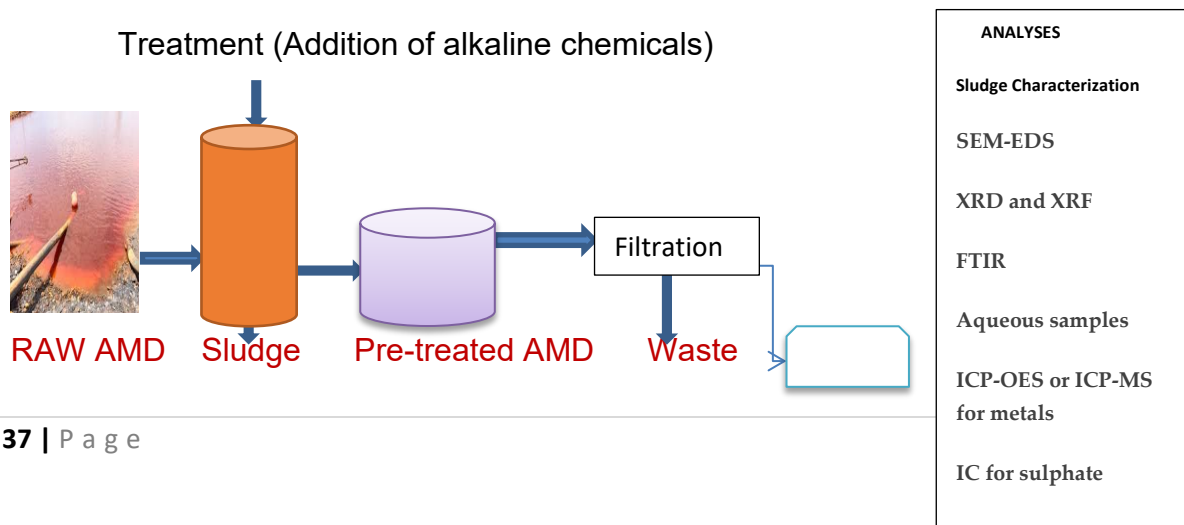 Treatment (Addition of alkaline chemicals)
RAW AMD
Sludge
Pre-treated AMD
Filtration
Waste
37 | P a g e
ANALYSES
Sludge Characterization
SEM-EDS
XRD and XRF
FTIR
Aqueous samples
ICP-OES or ICP-MS
for metals
IC for sulphate